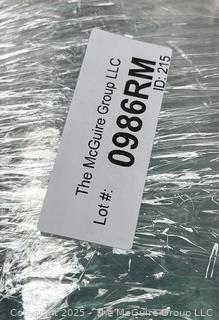 The McGuire Group LLC
Lot #: 0986RM
ID: 215
Copyright 2025 - The McGuire Group LLC